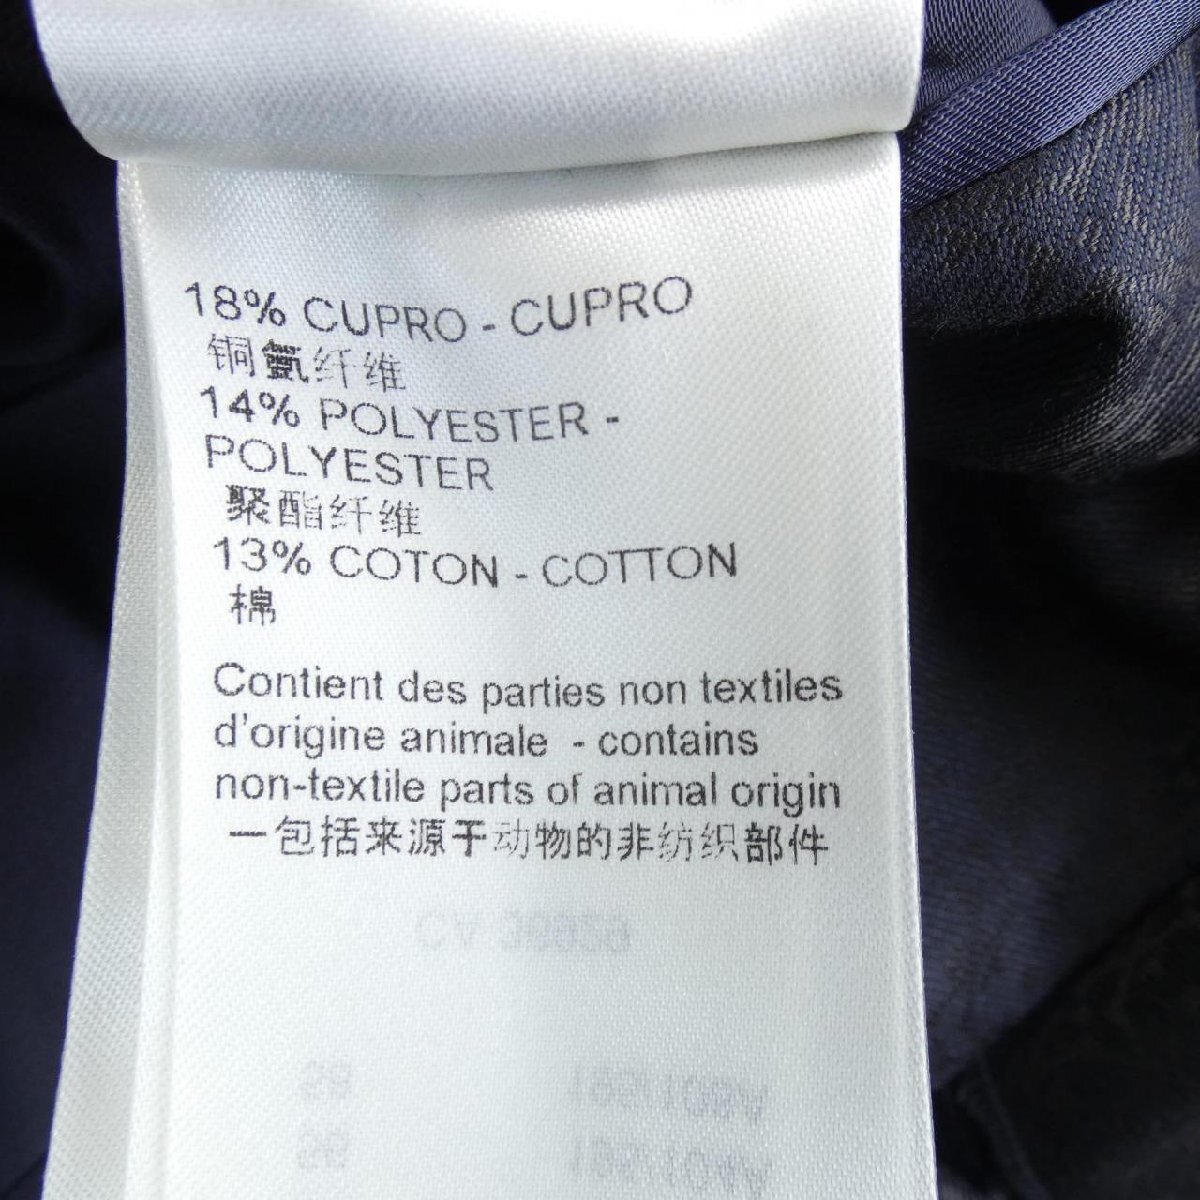 18% CUPRO - CUPRO
铜氨纤维
14% POLYESTER -
POLYESTER
聚酯纤维
13% COTON - COTTON
棉
Contient des parties non textiles
d'origine animale - contains
non-textile parts of animal origin
一包括来源于动物的非纺织部件